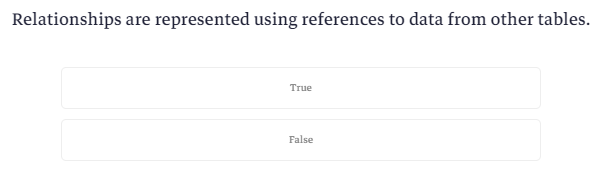 Relationships are represented using references to data from other tables.
True
False